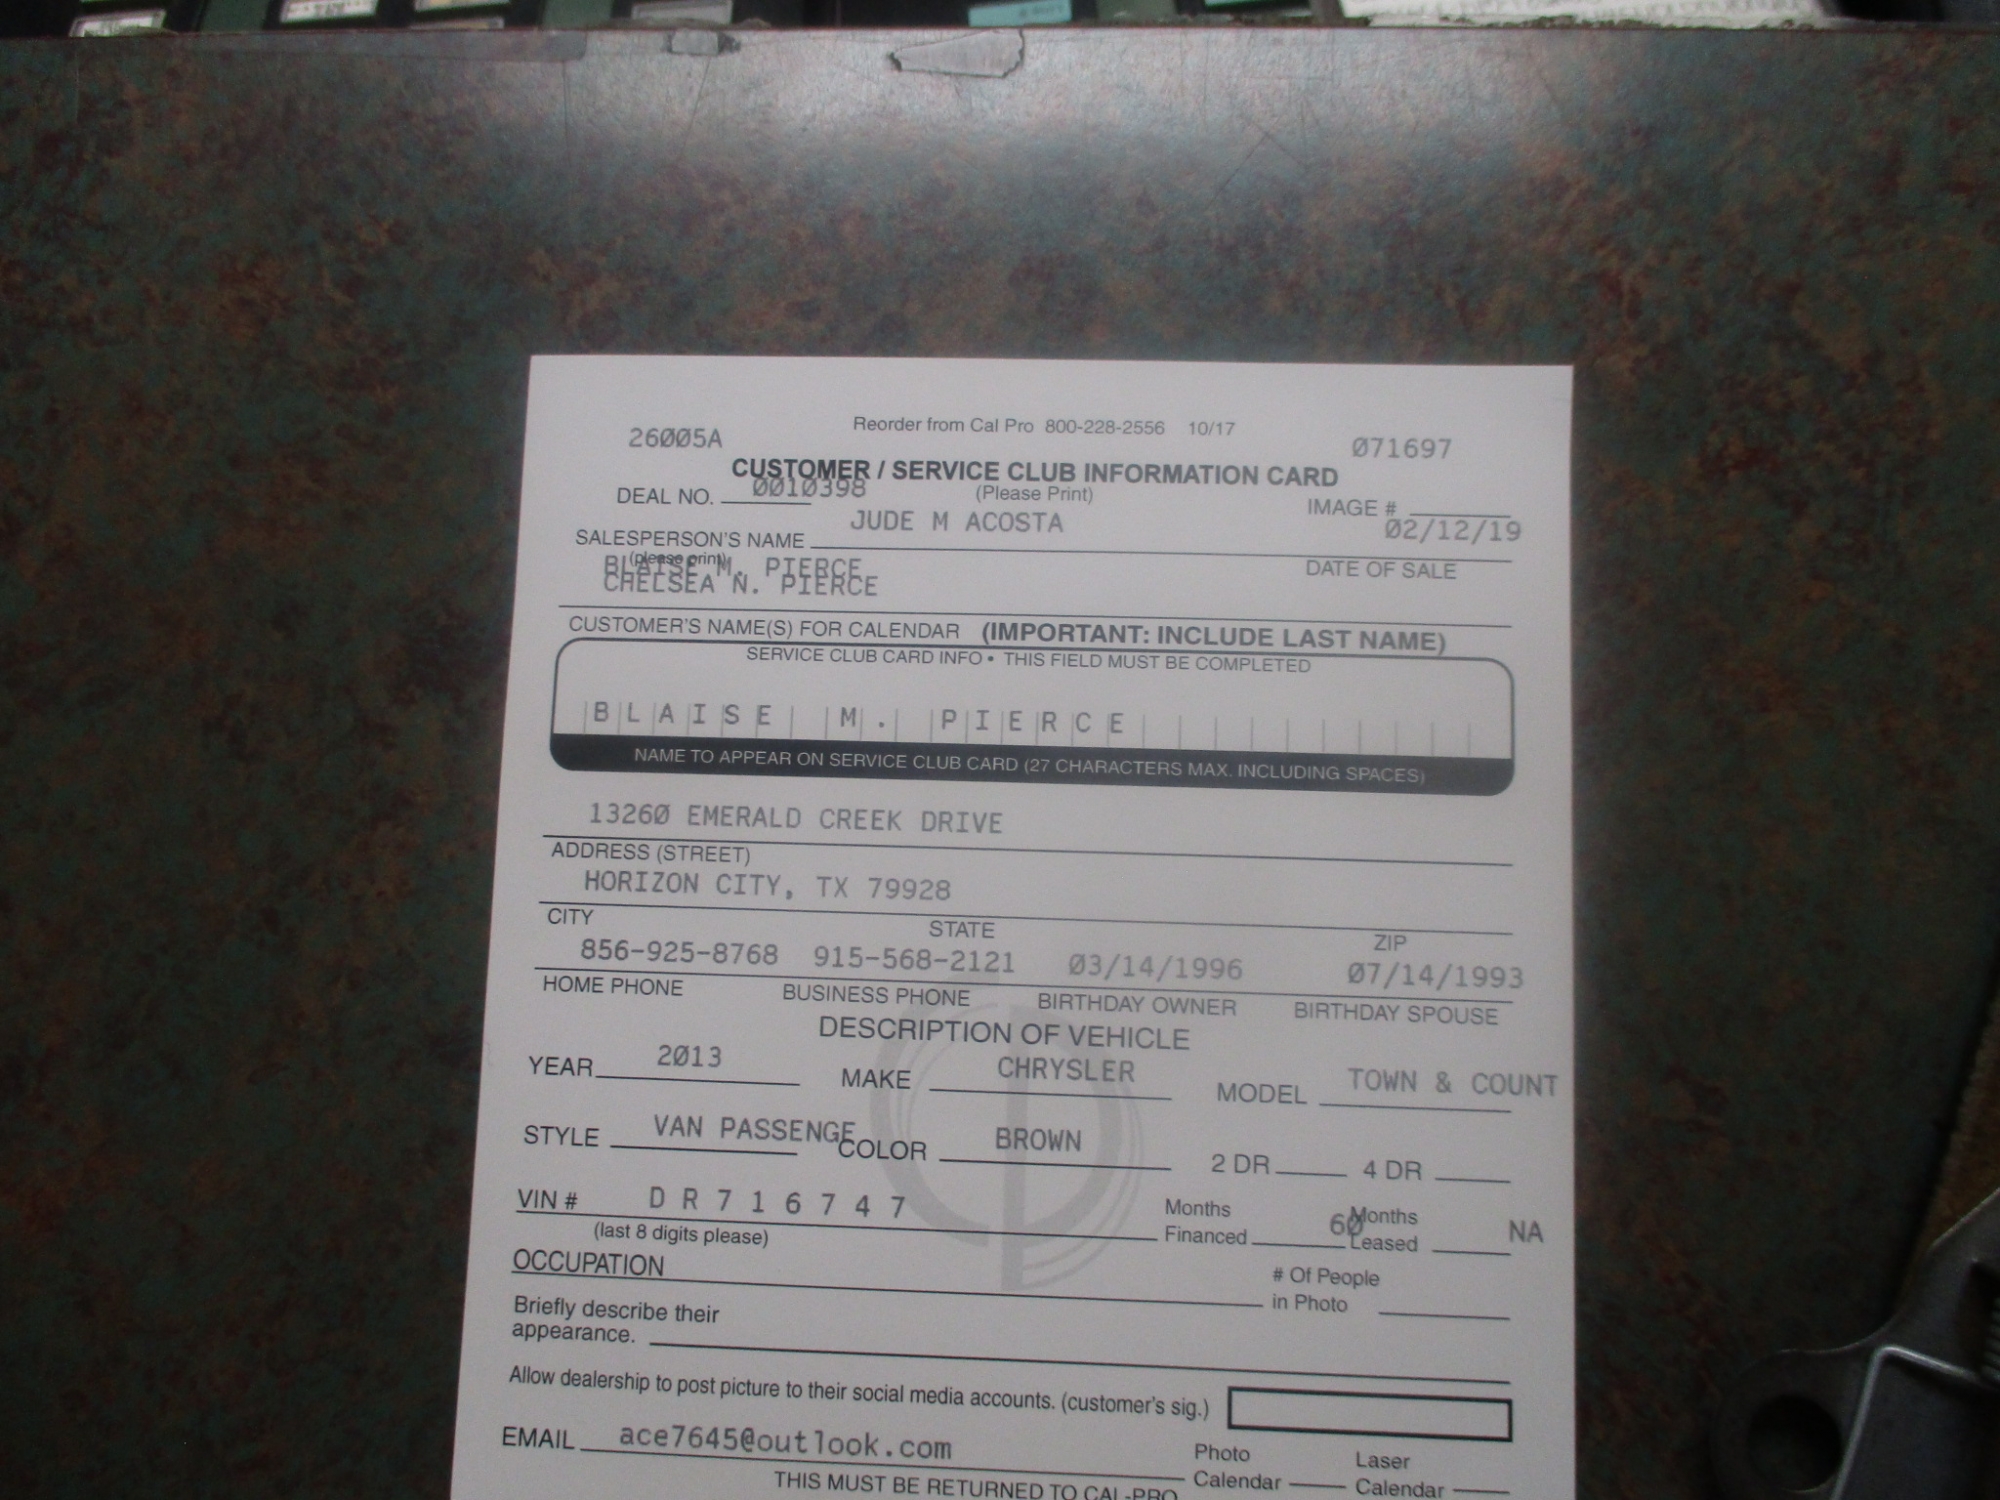 Reorder from Cal Pro 800-228-2556 10/17
26005A 071697
CUSTOMER / SERVICE CLUB INFORMATION CARD
DEAL NO. 0010398 (Please Print) IMAGE #
JUDE M ACOSTA 02/12/19
SALESPERSON'S NAME
(please print) DATE OF SALE
BLAISE M. PIERCE
CHELSEA N. PIERCE
CUSTOMER'S NAME(S) FOR CALENDAR (IMPORTANT: INCLUDE LAST NAME)
SERVICE CLUB CARD INFO • THIS FIELD MUST BE COMPLETED
BLAISE M. PIERCE
NAME TO APPEAR ON SERVICE CLUB CARD (27 CHARACTERS MAX. INCLUDING SPACES)
13260 EMERALD CREEK DRIVE
ADDRESS (STREET)
HORIZON CITY, TX 79928
CITY STATE ZIP
856-925-8768 915-568-2121 03/14/1996 07/14/1993
HOME PHONE BUSINESS PHONE BIRTHDAY OWNER BIRTHDAY SPOUSE
DESCRIPTION OF VEHICLE
YEAR 2013 MAKE CHRYSLER MODEL TOWN & COUNT
STYLE VAN PASSENGE COLOR BROWN 2 DR 4 DR
VIN # DR716747 Months Financed 60 Months Leased NA
(last 8 digits please)
OCCUPATION # Of People in Photo
Briefly describe their
appearance.
Allow dealership to post picture to their social media accounts. (customer's sig.)
EMAIL ace7645@outlook.com Photo Calendar Laser Calendar
THIS MUST BE RETURNED TO CAL-PRO